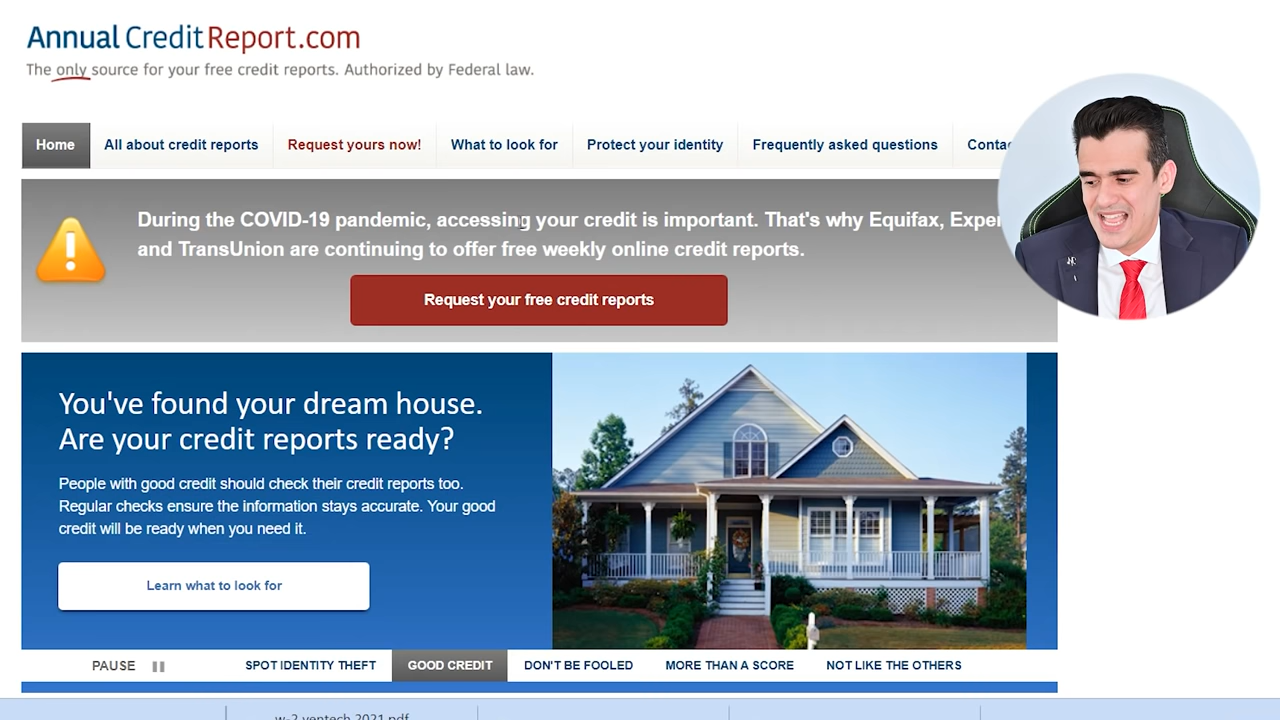 AnnualCreditReport.com
The only source for your free credit reports. Authorized by Federal law.
Home All about credit reports Request yours now! What to look for Protect your identity Frequently asked questions
During the COVID-19 pandemic, accessing your credit is important. That's why Equifax,
and TransUnion are continuing to offer free weekly online credit reports.
Request your free credit reports
You've found your dream house.
Are your credit reports ready?
People with good credit should check their credit reports too.
Regular checks ensure the information stays accurate. Your good
credit will be ready when you need it.
Learn what to look for
PAUSE SPOT IDENTITY THEFT GOOD CREDIT DON'T BE FOOLED MORE THAN A SCORE NOT LIKE THE OTHERS